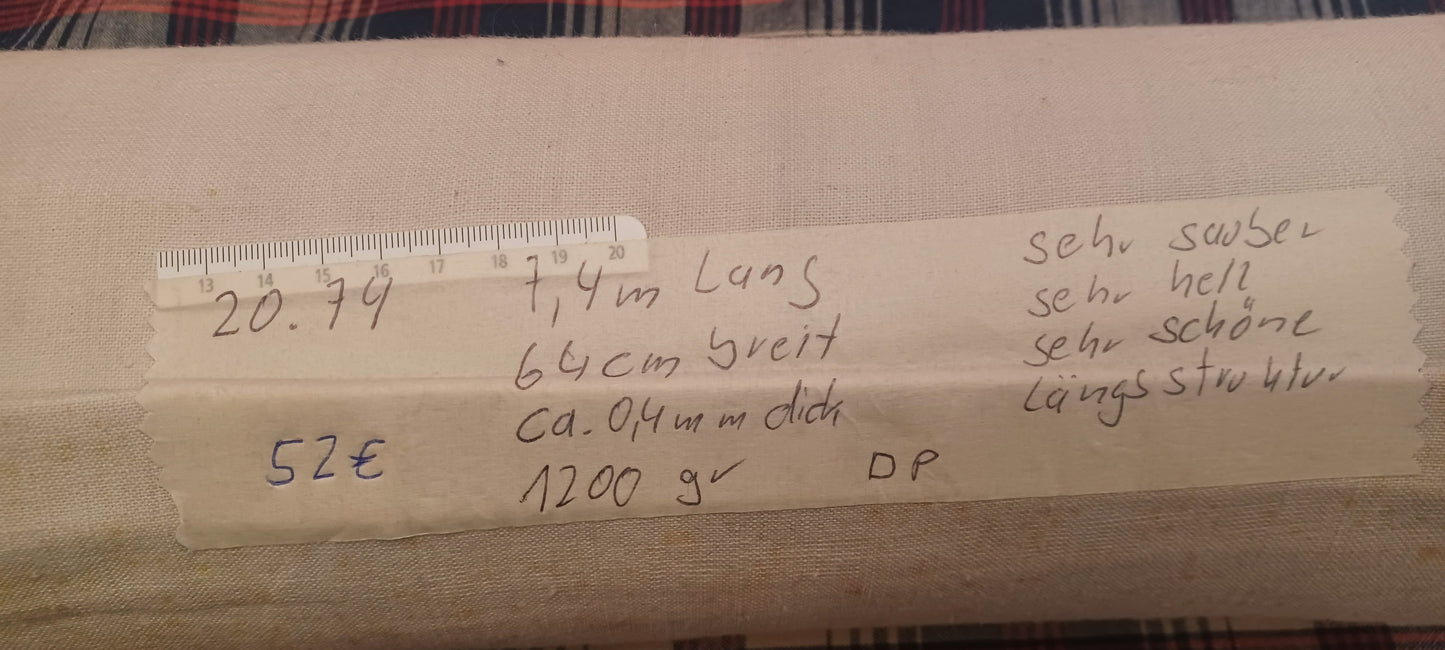 13 14 15 16 17 18 19 20
20.74
52€
7,4m Lang
64cm breit
ca. 0,4mm dick
1200 gr
DP
sehr sauber
sehr hell
sehr schöne
Längsstruktur